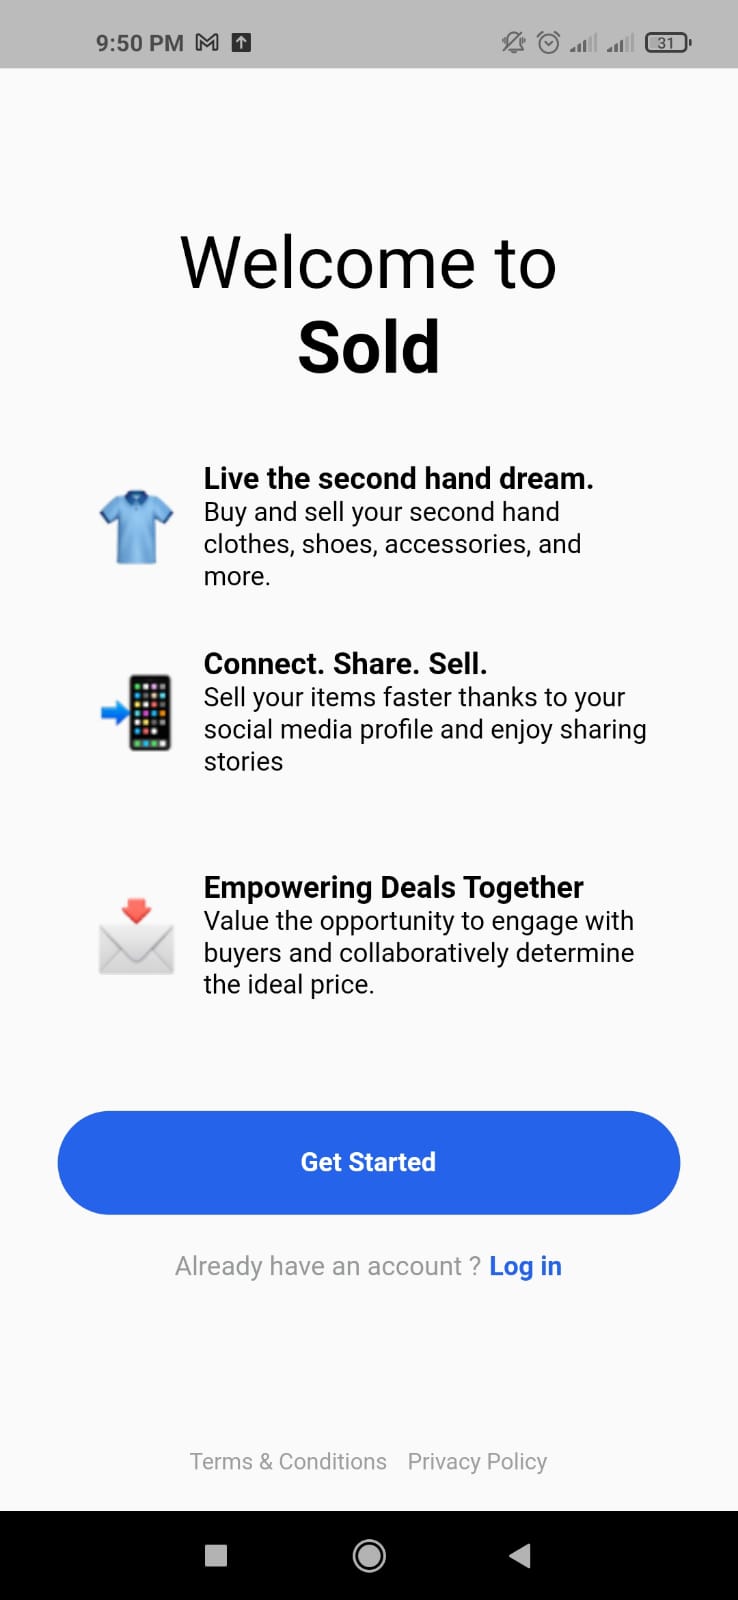 9:50 PM
31
Welcome to
Sold
Live the second hand dream.
Buy and sell your second hand
clothes, shoes, accessories, and
more.
Connect. Share. Sell.
Sell your items faster thanks to your
social media profile and enjoy sharing
stories
Empowering Deals Together
Value the opportunity to engage with
buyers and collaboratively determine
the ideal price.
Get Started
Already have an account ? Log in
Terms & Conditions Privacy Policy